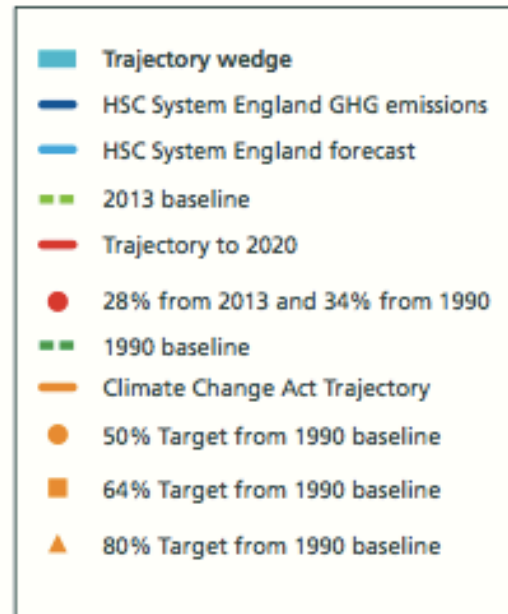 Trajectory wedge
HSC System England GHG emissions
HSC System England forecast
2013 baseline
Trajectory to 2020
28% from 2013 and 34% from 1990
1990 baseline
Climate Change Act Trajectory
50% Target from 1990 baseline
64% Target from 1990 baseline
80% Target from 1990 baseline